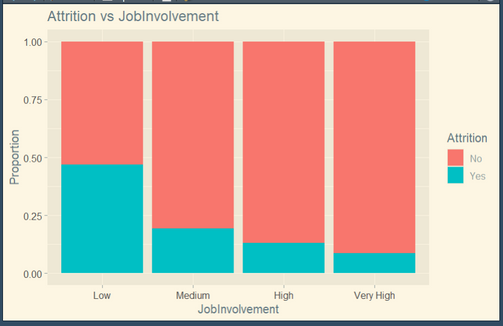 Attrition vs JobInvolvement
1.00
0.75
0.50
0.25
0.00
Proportion
Low Medium High Very High
JobInvolvement
Attrition
No
Yes